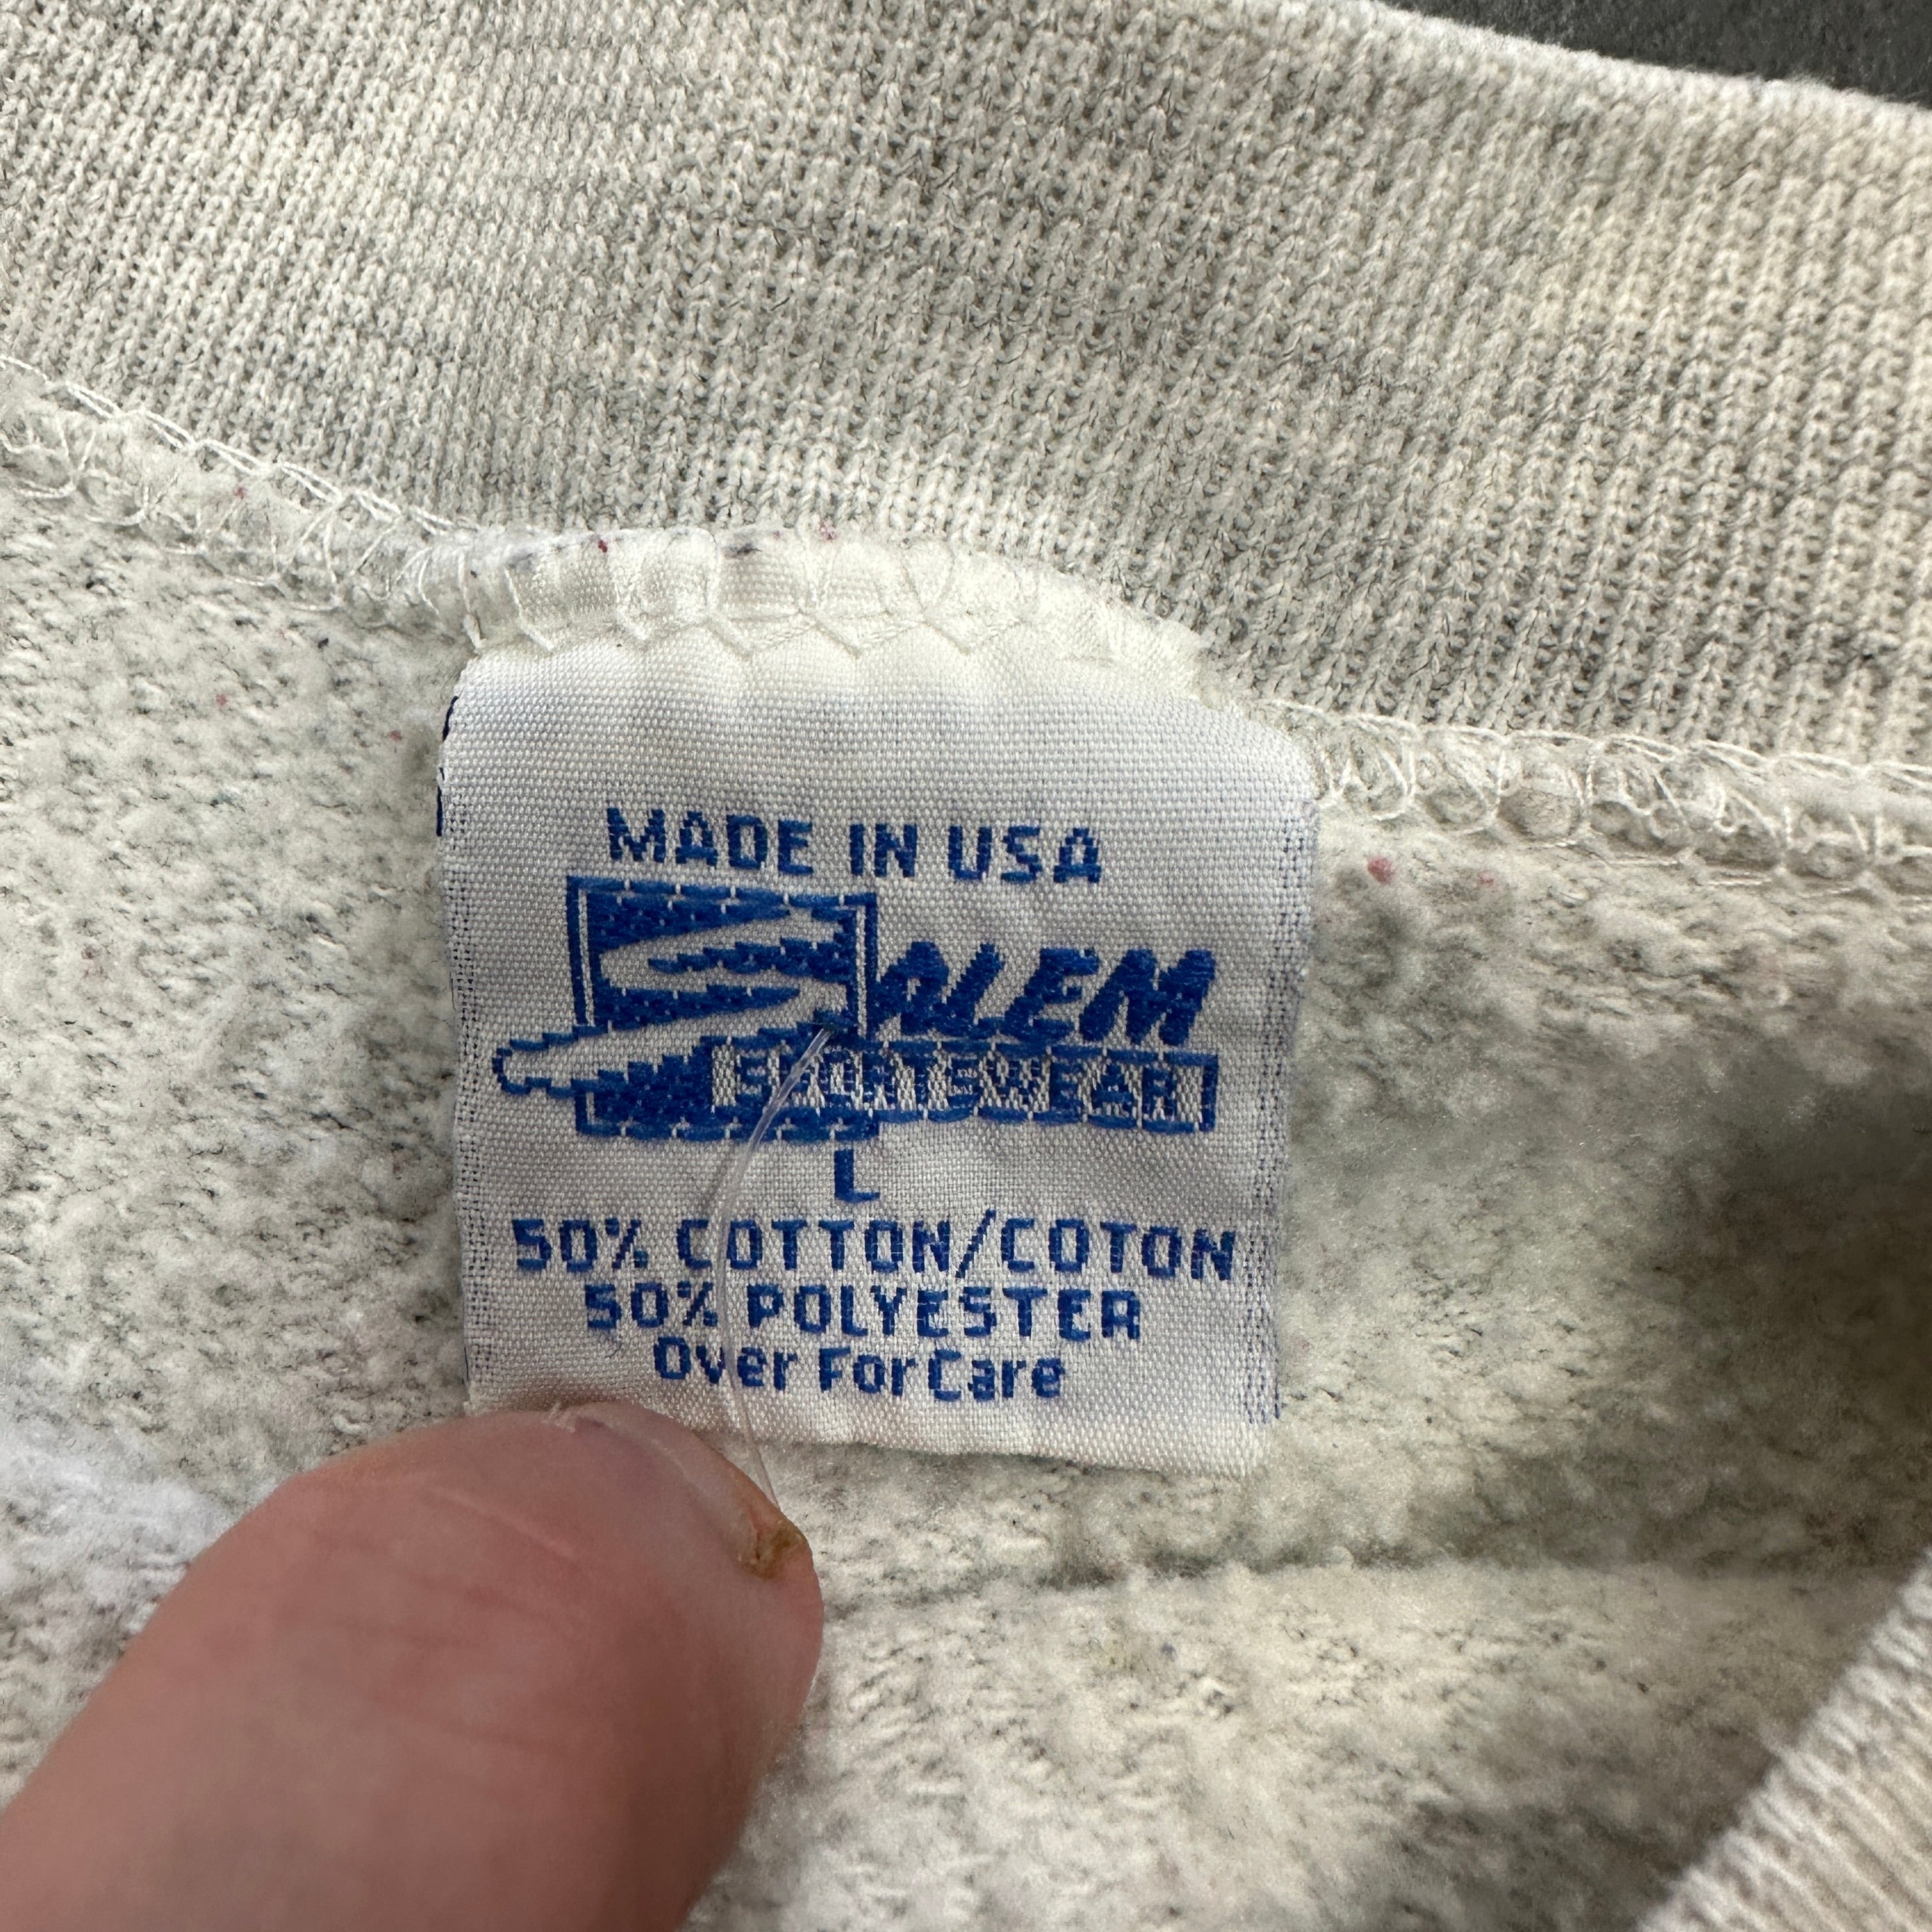 MADE IN USA
SALEM
SPORTSWEAR
L
50% COTTON/COTON
50% POLYESTER
Over For Care